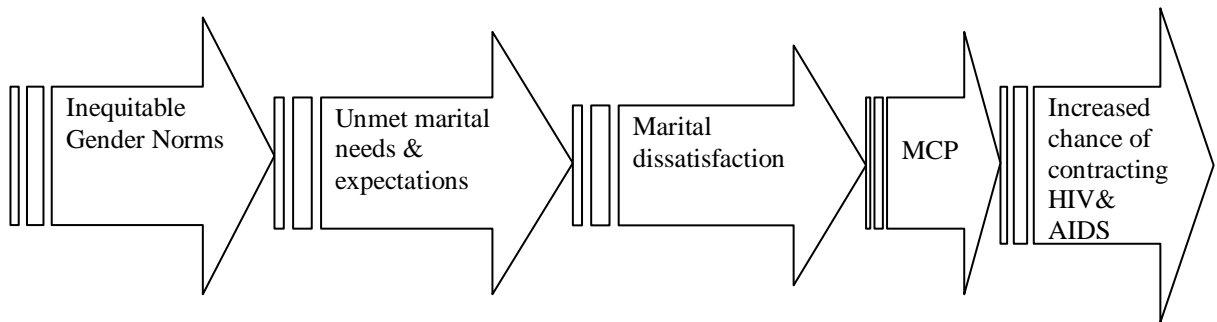 Inequitable
Gender Norms
Unmet marital
needs &
expectations
Marital
dissatisfaction
MCP
Increased
chance of
contracting
HIV&
AIDS